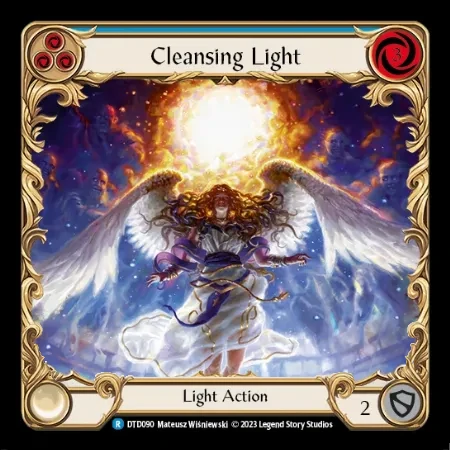 3
Cleansing Light
Light Action
2
R DTD090 Mateusz Wiśniewski © 2023 Legend Story Studios